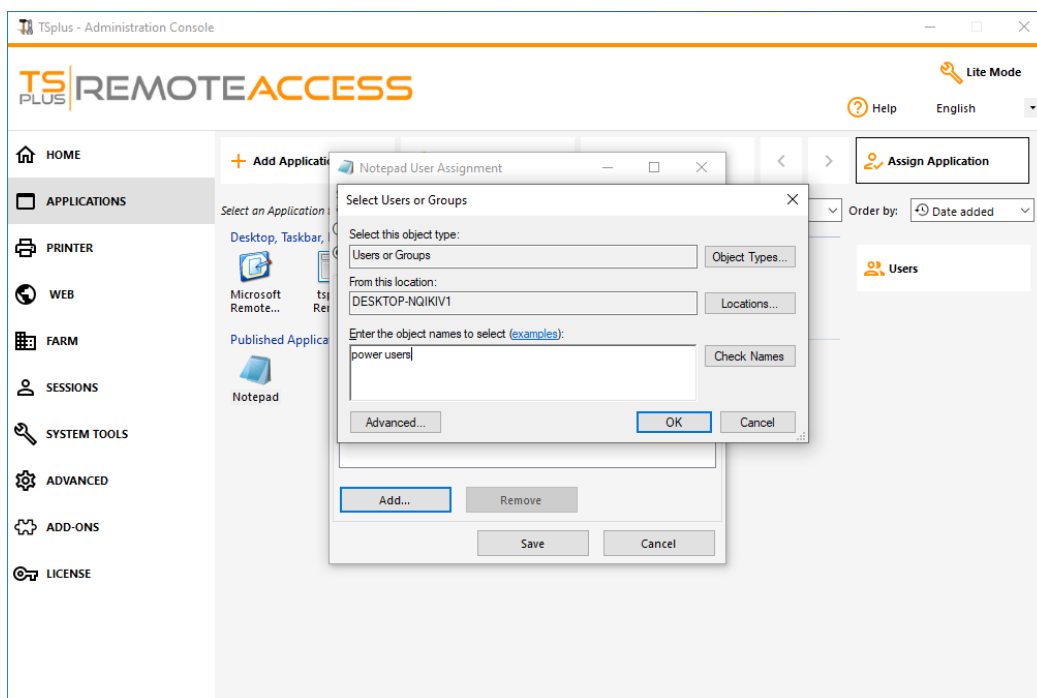 TSplus - Administration Console
TS PLUS REMOTEACCESS
Lite Mode
Help
English
HOME
APPLICATIONS
PRINTER
WEB
FARM
SESSIONS
SYSTEM TOOLS
ADVANCED
ADD-ONS
LICENSE
Add Applicati
Assign Application
Select an Application
Order by:
Date added
Desktop, Taskbar,
Microsoft
Remote...
tsp
Rer
Published Applica
Notepad
Users
Notepad User Assignment
Select Users or Groups
Select this object type:
Users or Groups
Object Types...
From this location:
DESKTOP-NQIKIV1
Locations...
Enter the object names to select (examples):
power users
Check Names
Advanced...
OK
Cancel
Add...
Remove
Save
Cancel